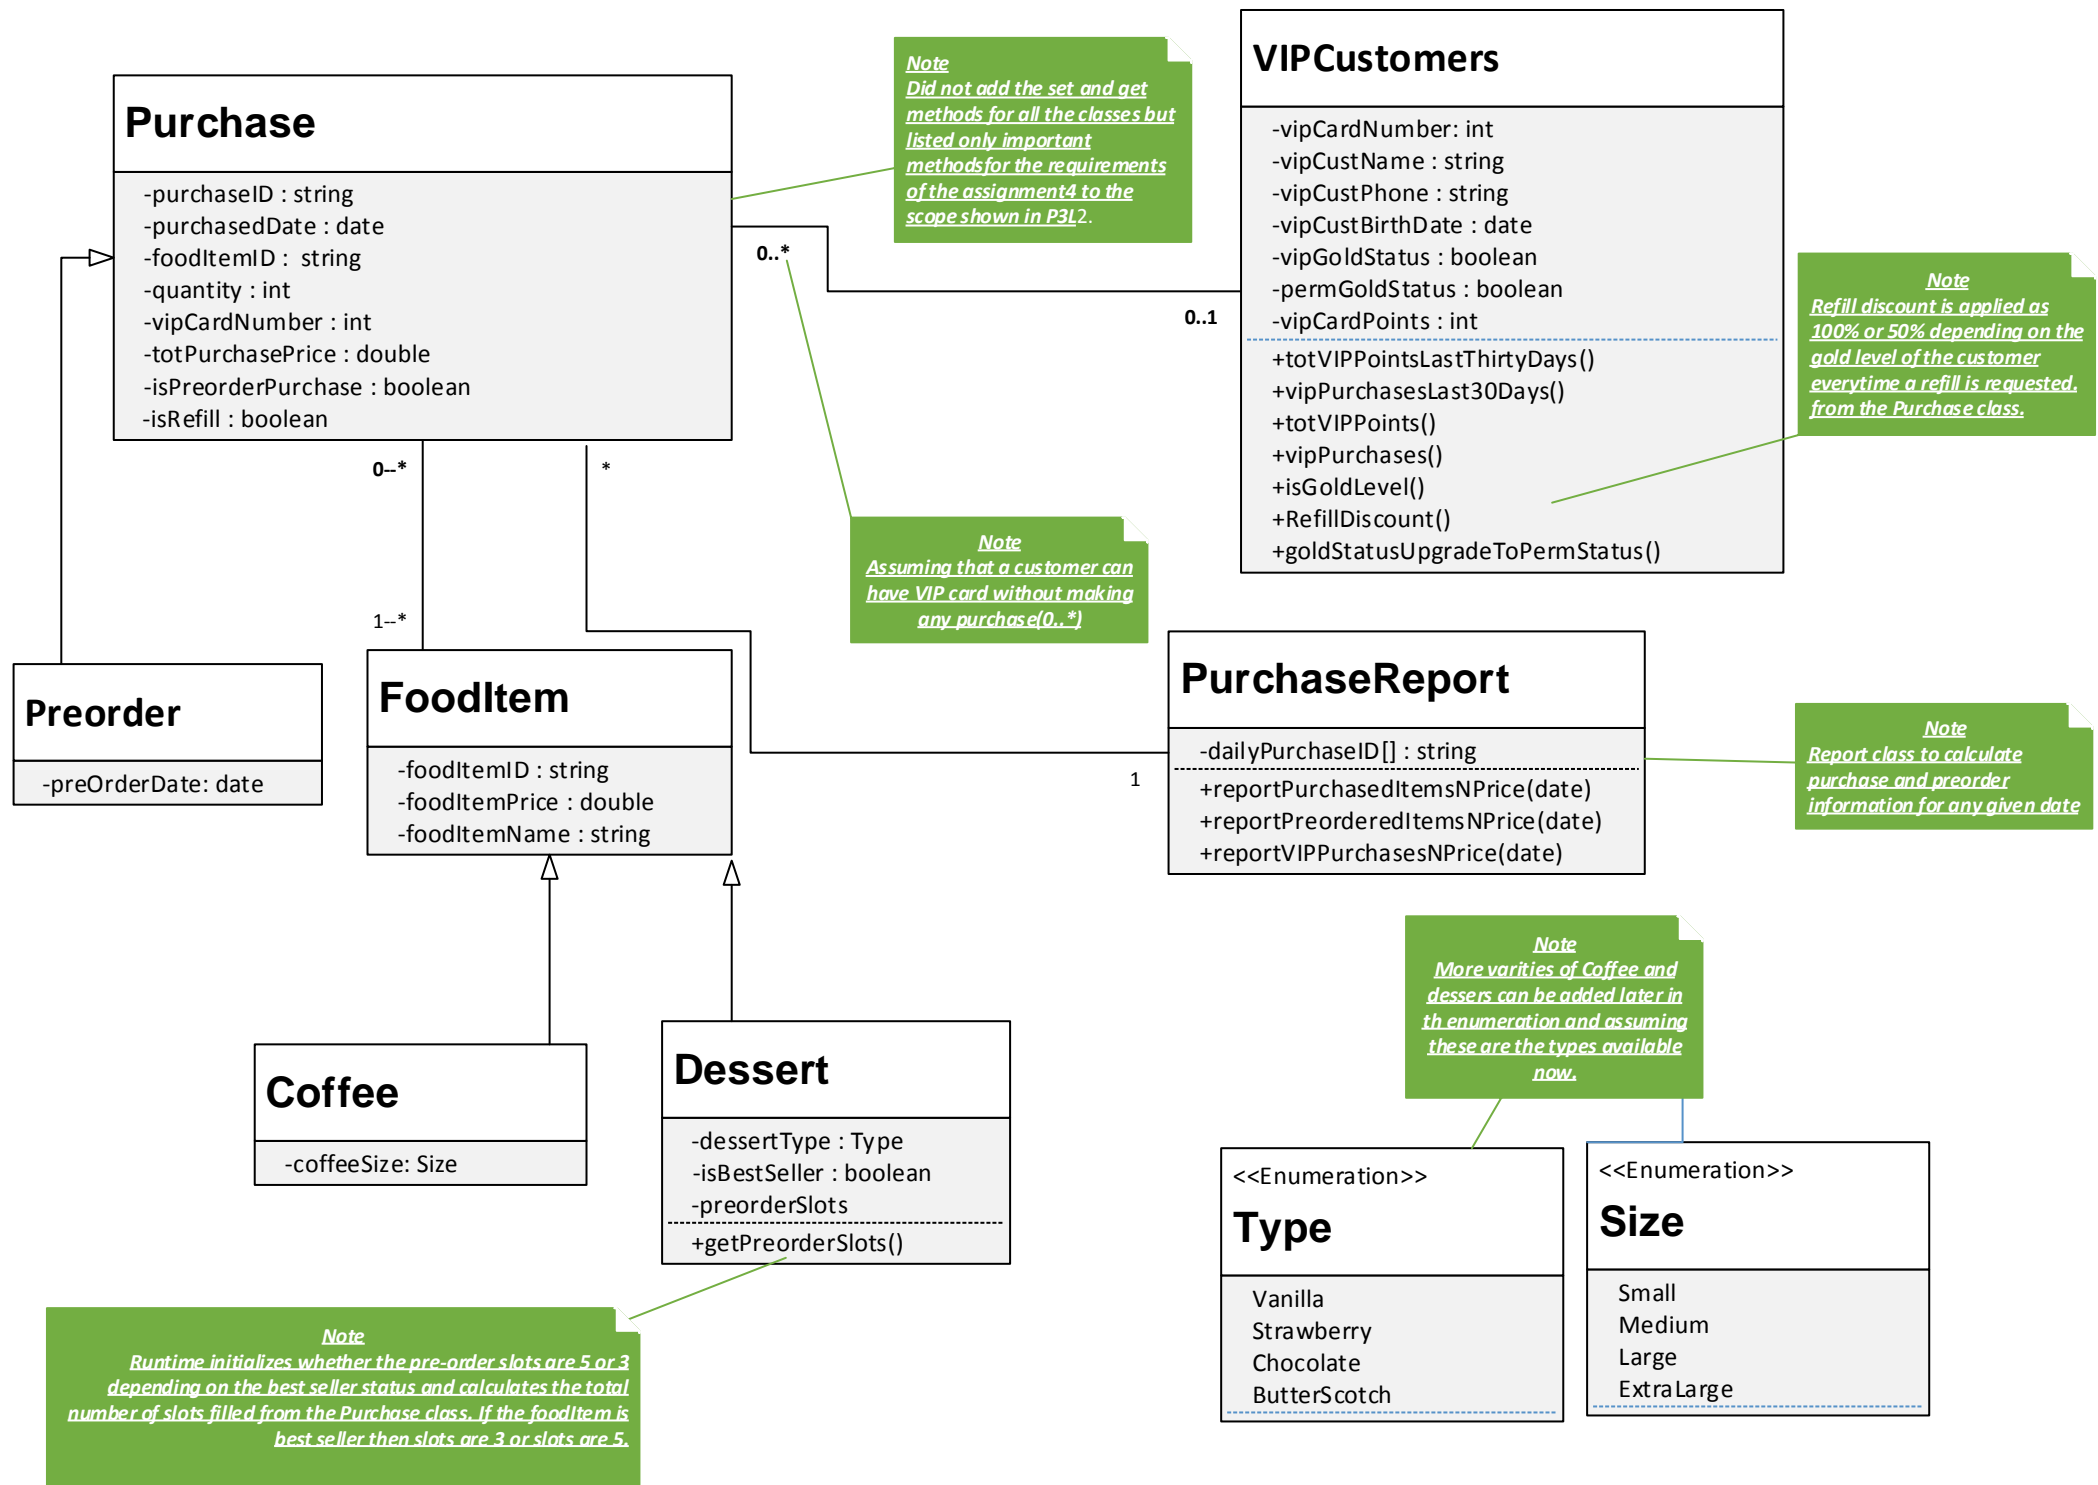 Purchase
-purchaseID : string
-purchasedDate : date
-foodItemID :  string
-quantity : int
-vipCardNumber : int
-totPurchasePrice : double
-isPreorderPurchase : boolean
-isRefill : boolean
Note
Did not add the set and get
methods for all the classes but
listed only important
methodsfor the requirements
of the assignment4 to the
scope shown in P3L2.
VIPCustomers
-vipCardNumber: int
-vipCustName : string
-vipCustPhone : string
-vipCustBirthDate : date
-vipGoldStatus : boolean
-permGoldStatus : boolean
-vipCardPoints : int
+totVIPPointsLastThirtyDays()
+vipPurchasesLast30Days()
+totVIPPoints()
+vipPurchases()
+isGoldLevel()
+RefillDiscount()
+goldStatusUpgradeToPermStatus()
Note
Refill discount is applied as
100% or 50% depending on the
gold level of the customer
everytime a refill is requested.
from the Purchase class.
0..*
0..1
0--*
*
1--*
Note
Assuming that a customer can
have VIP card without making
any purchase(0..*)
Preorder
-preOrderDate: date
FoodItem
-foodItemID : string
-foodItemPrice : double
-foodItemName : string
PurchaseReport
-dailyPurchaseID[] : string
+reportPurchasedItemsNPrice(date)
+reportPreorderedItemsNPrice(date)
+reportVIPPurchasesNPrice(date)
1
Note
Report class to calculate
purchase and preorder
information for any given date
Coffee
-coffeeSize: Size
Dessert
-dessertType : Type
-isBestSeller : boolean
-preorderSlots
+getPreorderSlots()
Note
More varities of Coffee and
dessers can be added later in
th enumeration and assuming
these are the types available
now.
<<Enumeration>>
Type
Vanilla
Strawberry
Chocolate
ButterScotch
<<Enumeration>>
Size
Small
Medium
Large
ExtraLarge
Note
Runtime initializes whether the pre-order slots are 5 or 3
depending on the best seller status and calculates the total
number of slots filled from the Purchase class. If the foodItem is
best seller then slots are 3 or slots are 5.